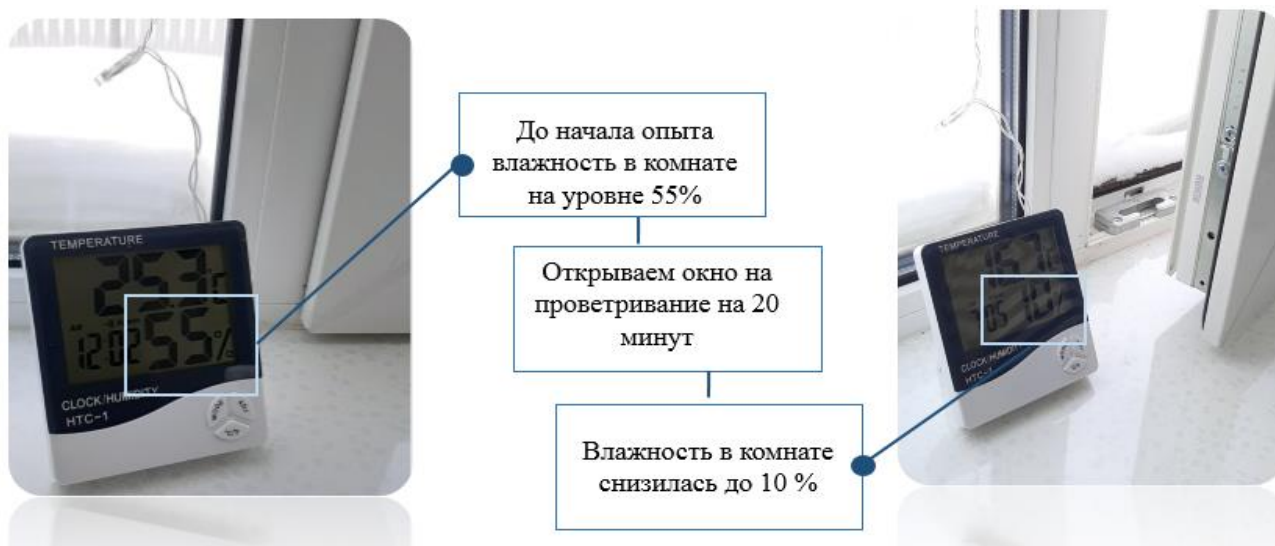 До начала опыта
влажность в комнате
на уровне 55%
TEMPERATURE
25.3°C
12:02 55%
CLOCK/HUMIDITY
HTC-1
Открываем окно на
проветривание на 20
минут
TEMPERATURE
10%
CLOCK/HUMIDITY
HTC-1
Влажность в комнате
снизилась до 10 %